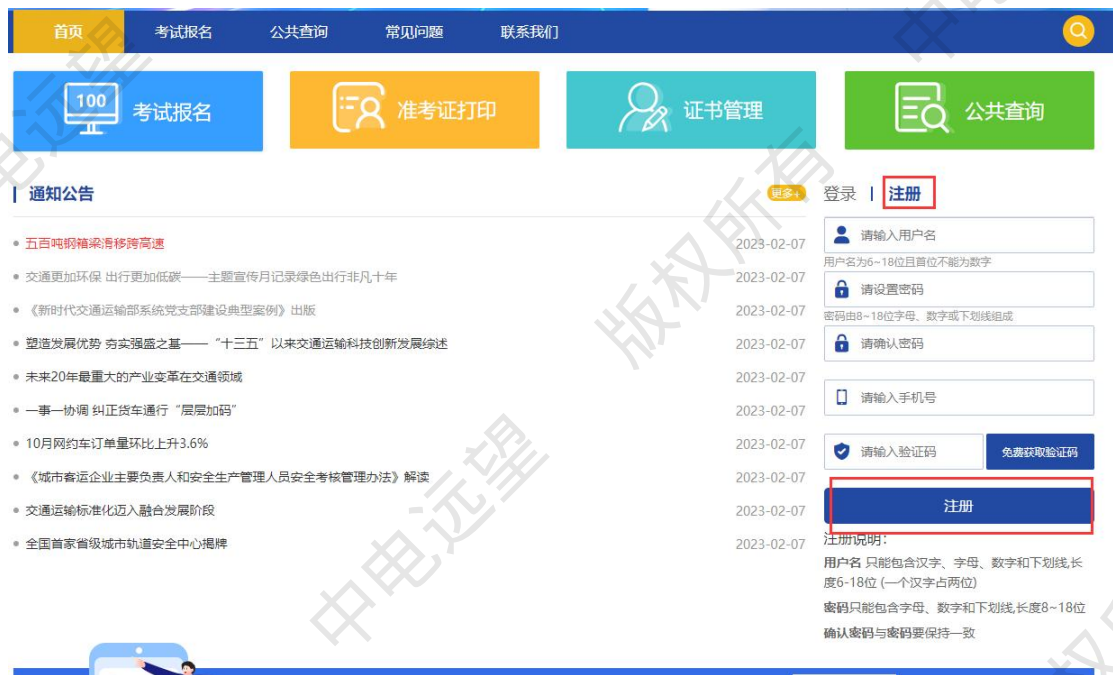 首页
考试报名
公共查询
常见问题
联系我们
100
考试报名
准考证打印
证书管理
公共查询
通知公告
更多+
五百吨钢箱梁滑移跨高速
2023-02-07
交通更加环保 出行更加低碳——主题宣传月记录绿色出行非凡十年
2023-02-07
《新时代交通运输部系统党支部建设典型案例》出版
2023-02-07
塑造发展优势 夯实强盛之基——“十三五”以来交通运输科技创新发展综述
2023-02-07
未来20年最重大的产业变革在交通领域
2023-02-07
一事一协调 纠正货车通行“层层加码”
2023-02-07
10月网约车订单量环比上升3.6%
2023-02-07
《城市客运企业主要负责人和安全生产管理人员安全考核管理办法》解读
2023-02-07
交通运输标准化迈入融合发展阶段
2023-02-07
全国首家省级城市轨道安全中心揭牌
2023-02-07
登录 | 注册
请输入用户名
用户名为6~18位且首位不能为数字
请设置密码
密码由8~18位字母、数字或下划线组成
请确认密码
请输入手机号
请输入验证码
免费获取验证码
注册
注册说明：
用户名 只能包含汉字、字母、数字和下划线,长
度6-18位 (一个汉字占两位)
密码只能包含字母、数字和下划线,长度8~18位
确认密码与密码要保持一致
中电远望
版权所有